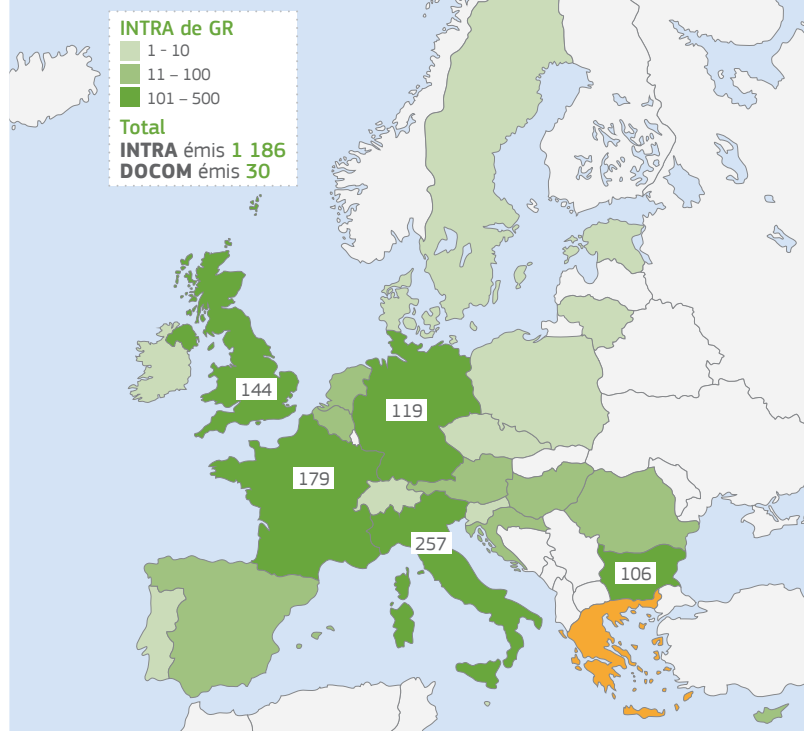 INTRA de GR
1 - 10
11 – 100
101 – 500
Total
INTRA émis 1 186
DOCOM émis 30
144
119
179
257
106